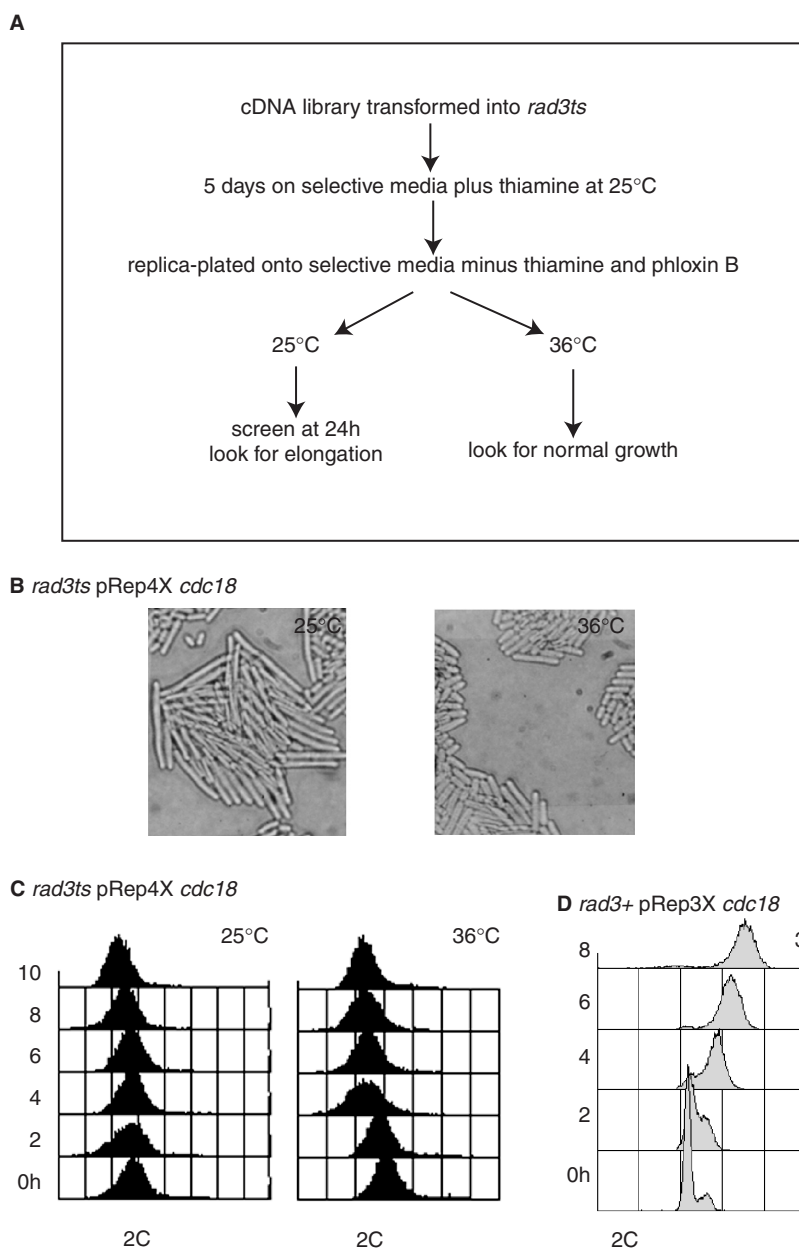 A
cDNA library transformed into rad3ts
5 days on selective media plus thiamine at 25°C
replica-plated onto selective media minus thiamine and phloxin B
25°C
36°C
screen at 24h
look for elongation
look for normal growth
B rad3ts pRep4X cdc18
25°C
36°C
C rad3ts pRep4X cdc18
25°C
36°C
10
8
6
4
2
0h
2C
2C
D rad3+ pRep3X cdc18
3
8
6
4
2
0h
2C